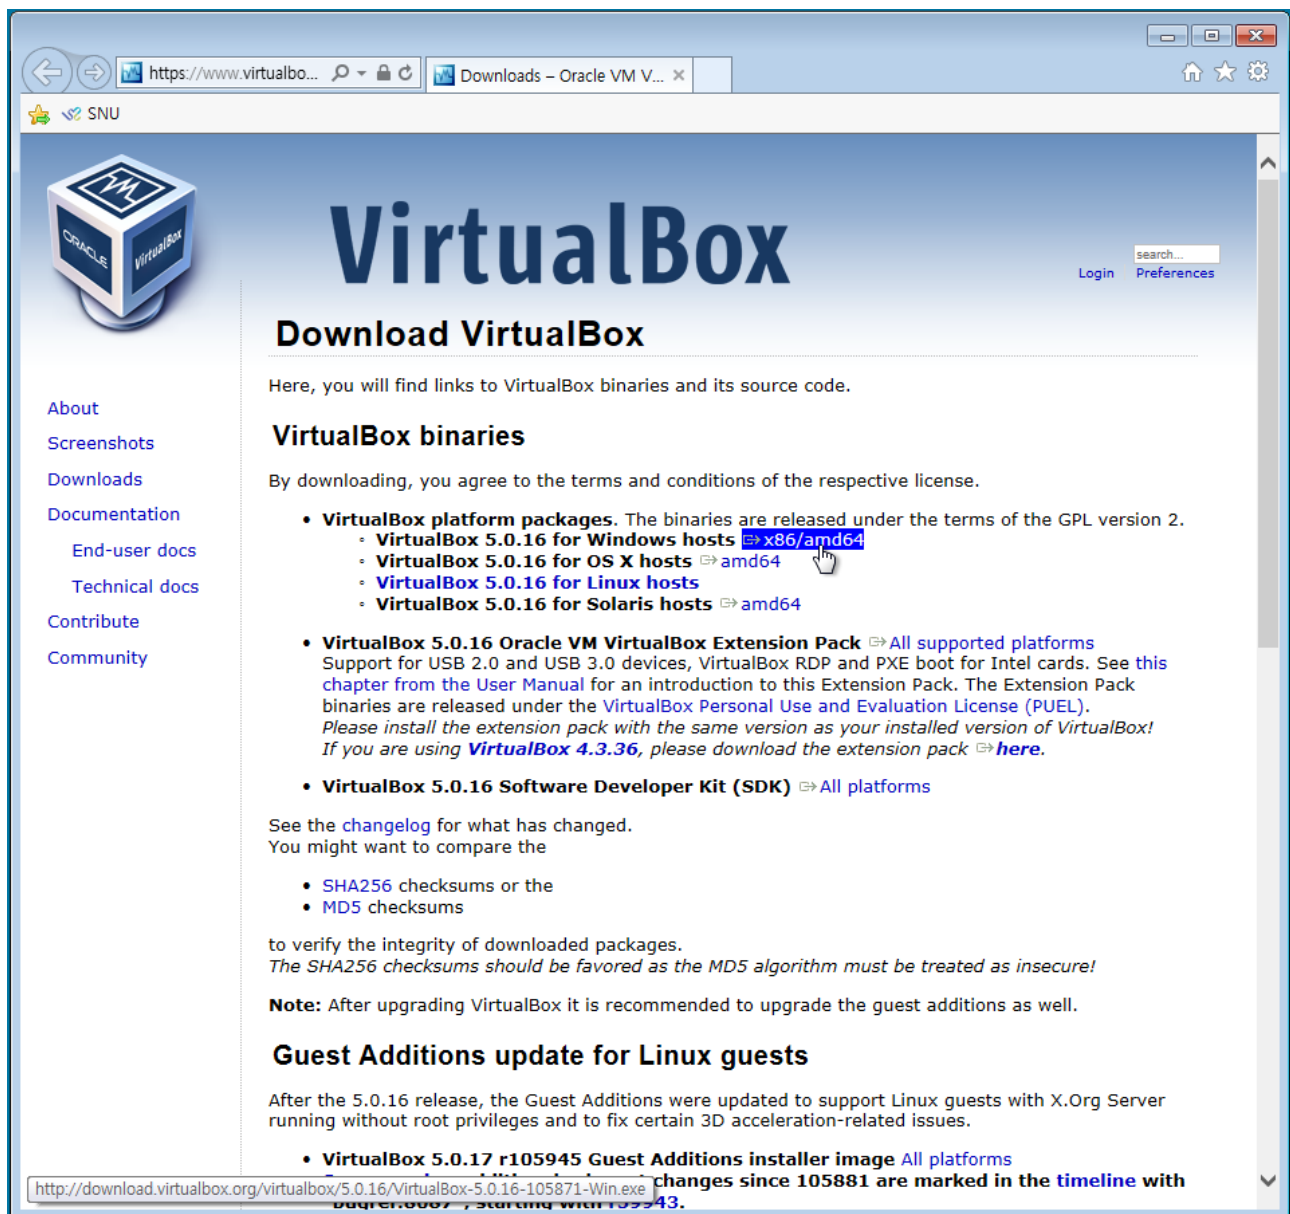 https://www.virtualbo...
Downloads – Oracle VM V...
SNU
ORACLE
VirtualBox
VirtualBox
search...
Login Preferences
Download VirtualBox
Here, you will find links to VirtualBox binaries and its source code.
About
Screenshots
Downloads
Documentation
End-user docs
Technical docs
Contribute
Community
VirtualBox binaries
By downloading, you agree to the terms and conditions of the respective license.
• VirtualBox platform packages. The binaries are released under the terms of the GPL version 2.
◦ VirtualBox 5.0.16 for Windows hosts x86/amd64
◦ VirtualBox 5.0.16 for OS X hosts amd64
◦ VirtualBox 5.0.16 for Linux hosts
◦ VirtualBox 5.0.16 for Solaris hosts amd64
• VirtualBox 5.0.16 Oracle VM VirtualBox Extension Pack All supported platforms
Support for USB 2.0 and USB 3.0 devices, VirtualBox RDP and PXE boot for Intel cards. See this
chapter from the User Manual for an introduction to this Extension Pack. The Extension Pack
binaries are released under the VirtualBox Personal Use and Evaluation License (PUEL).
Please install the extension pack with the same version as your installed version of VirtualBox!
If you are using VirtualBox 4.3.36, please download the extension pack here.
• VirtualBox 5.0.16 Software Developer Kit (SDK) All platforms
See the changelog for what has changed.
You might want to compare the
• SHA256 checksums or the
• MD5 checksums
to verify the integrity of downloaded packages.
The SHA256 checksums should be favored as the MD5 algorithm must be treated as insecure!
Note: After upgrading VirtualBox it is recommended to upgrade the guest additions as well.
Guest Additions update for Linux guests
After the 5.0.16 release, the Guest Additions were updated to support Linux guests with X.Org Server
running without root privileges and to fix certain 3D acceleration-related issues.
• VirtualBox 5.0.17 r105945 Guest Additions installer image All platforms
changes since 105881 are marked in the timeline with
http://download.virtualbox.org/virtualbox/5.0.16/VirtualBox-5.0.16-105871-Win.exe